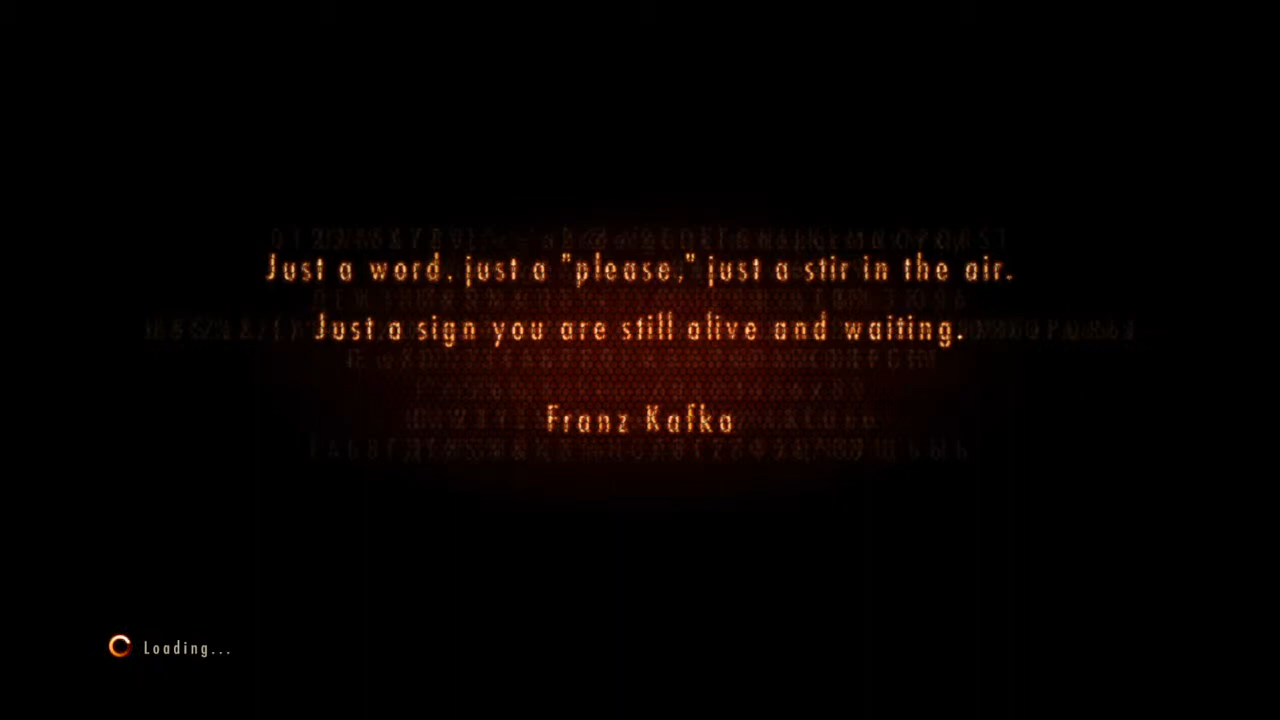 Just a word, just a "please," just a stir in the air.
Just a sign you are still alive and waiting.
Franz Kafka
Loading...